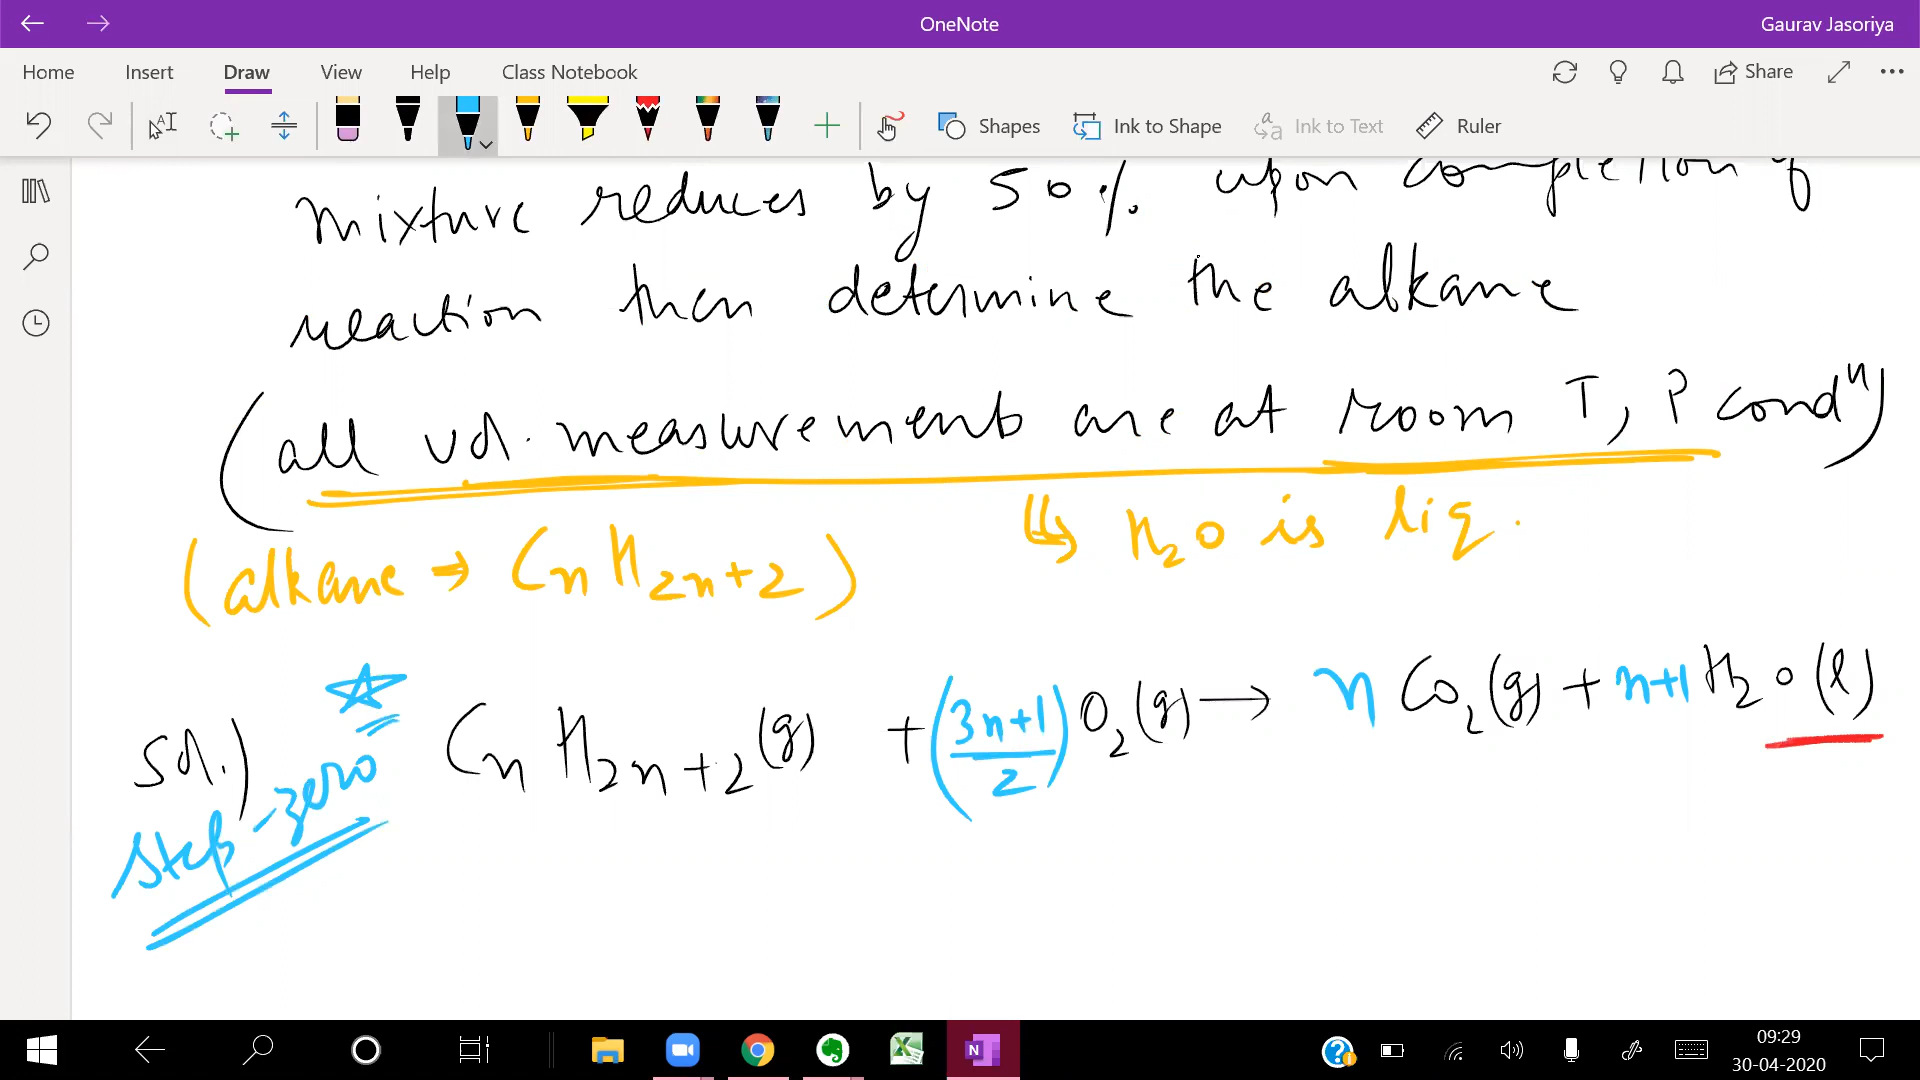 OneNote
Gaurav Jasoriya
Home Insert Draw View Help Class Notebook Share
Shapes Ink to Shape Ink to Text Ruler
mixture reduces by 50% upon completion of
reaction then determine the alkane
(all vol. measurements are at room T, P condⁿ)
↳ H₂O is liq.
(alkane → CₙH₂ₙ₊₂)
Sol.) CₙH₂ₙ₊₂(g) + (3n+1)/2 O₂(g) → n CO₂(g) + n+1 H₂O(l)
Step-zero
09:29
30-04-2020